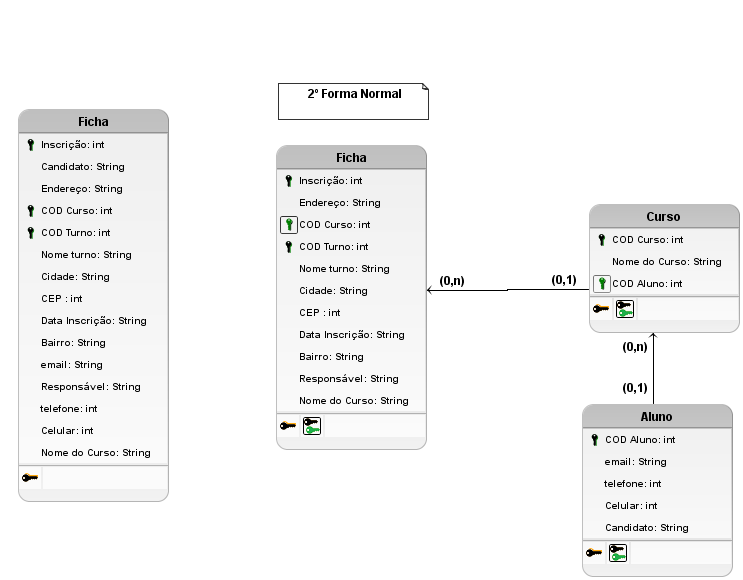 2° Forma Normal
Ficha
Inscrição: int
Candidato: String
Endereço: String
COD Curso: int
COD Turno: int
Nome turno: String
Cidade: String
CEP : int
Data Inscrição: String
Bairro: String
email: String
Responsável: String
telefone: int
Celular: int
Nome do Curso: String
Ficha
Inscrição: int
Endereço: String
COD Curso: int
COD Turno: int
Nome turno: String
Cidade: String
CEP : int
Data Inscrição: String
Bairro: String
Responsável: String
Nome do Curso: String
(0,n)
(0,1)
Curso
COD Curso: int
Nome do Curso: String
COD Aluno: int
(0,n)
(0,1)
Aluno
COD Aluno: int
email: String
telefone: int
Celular: int
Candidato: String